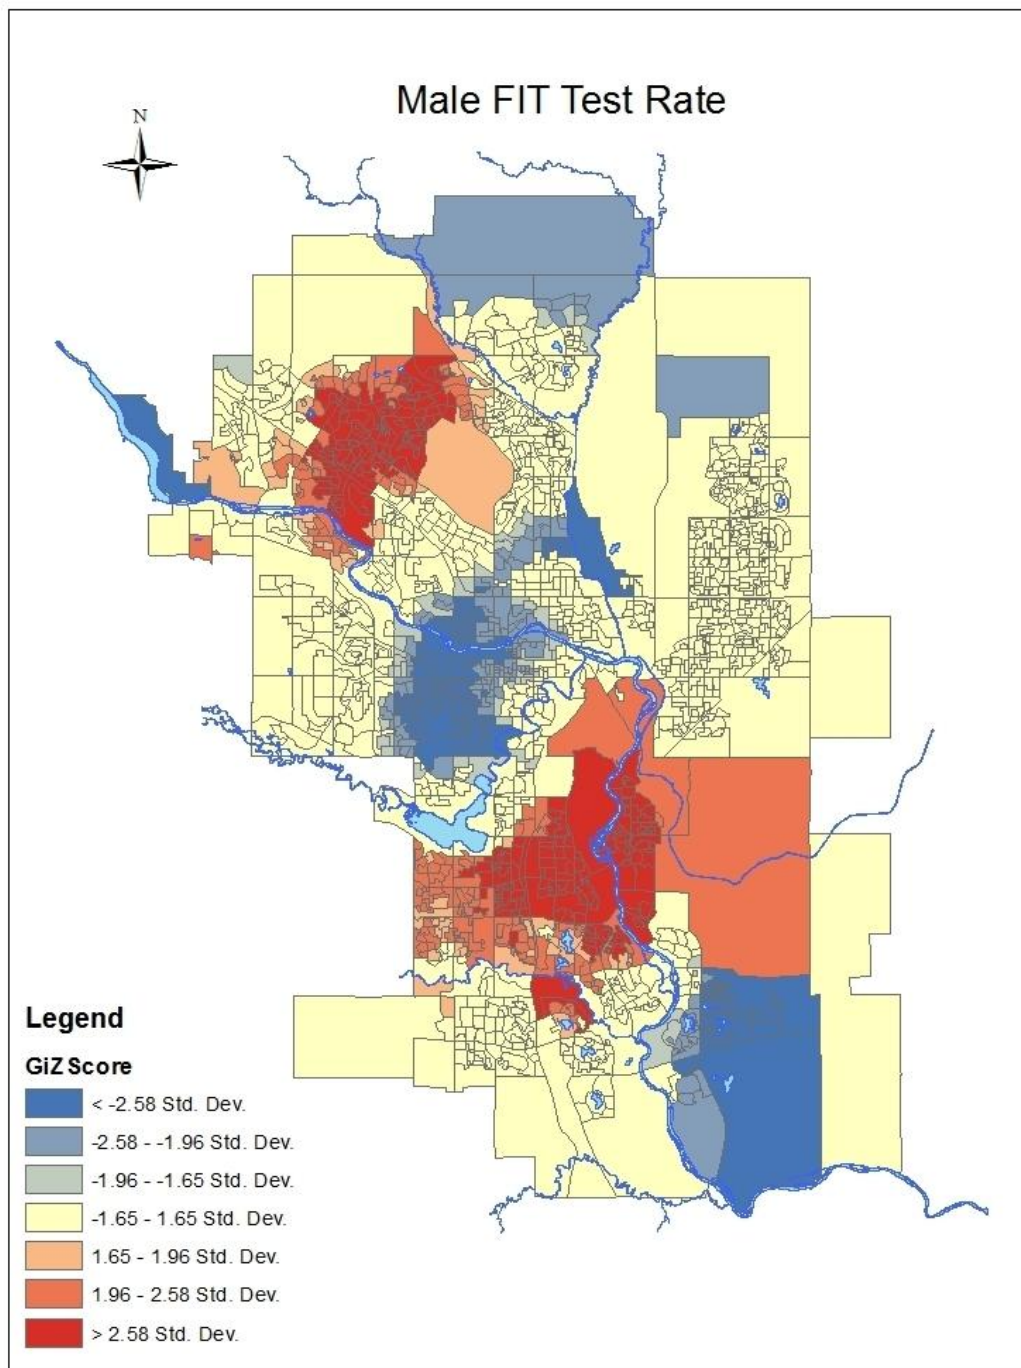 Male FIT Test Rate
N
Legend
GiZScore
< -2.58 Std. Dev.
-2.58 - -1.96 Std. Dev.
-1.96 - -1.65 Std. Dev.
-1.65 - 1.65 Std. Dev.
1.65 - 1.96 Std. Dev.
1.96 - 2.58 Std. Dev.
> 2.58 Std. Dev.